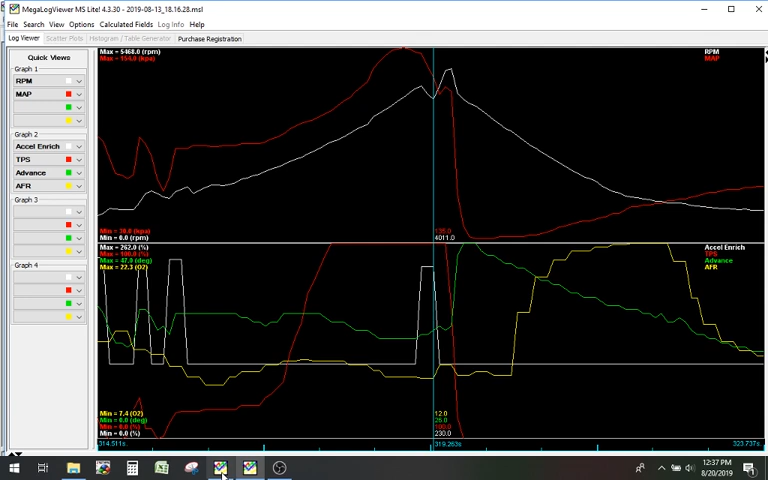 MegaLogViewer MS Lite! 4.3.30 - 2019-08-13_18.16.28.msl
File Search View Options Calculated Fields Log Info Help
Log Viewer Scatter Plots Histogram / Table Generator Purchase Registration
Quick Views
Graph 1
RPM
MAP
Graph 2
Accel Enrich
TPS
Advance
AFR
Graph 3
Graph 4
Max = 5468.0 (rpm)
Max = 154.0 (kpa)
RPM
MAP
Min = 30.0 (kpa)
Min = 0.0 (rpm)
135.0
4011.0
Max = 262.0 (%)
Max = 100.0 (%)
Max = 47.0 (deg)
Max = 22.3 (O2)
Accel Enrich
TPS
Advance
AFR
Min = 7.4 (O2)
Min = 0.0 (deg)
Min = 0.0 (%)
Min = 0.0 (%)
12.0
26.0
100.0
230.0
314.511s
319.263s
323.737s
12:37 PM
8/20/2019